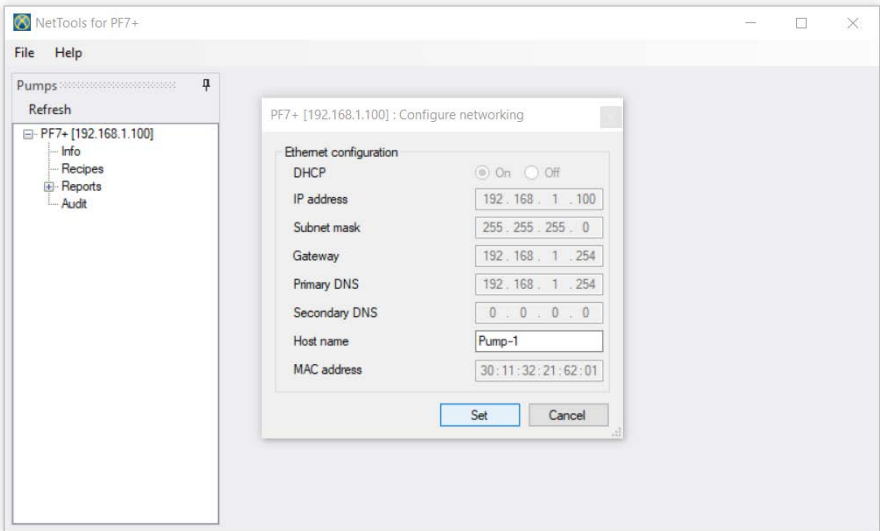 NetTools for PF7+
File Help
Pumps
Refresh
PF7+ [192.168.1.100]
Info
Recipes
Reports
Audit
PF7+ [192.168.1.100] : Configure networking
Ethernet configuration
DHCP On Off
IP address 192 . 168 . 1 . 100
Subnet mask 255 . 255 . 255 . 0
Gateway 192 . 168 . 1 . 254
Primary DNS 192 . 168 . 1 . 254
Secondary DNS 0 . 0 . 0 . 0
Host name Pump-1
MAC address 30 : 11 : 32 : 21 : 62 : 01
Set Cancel